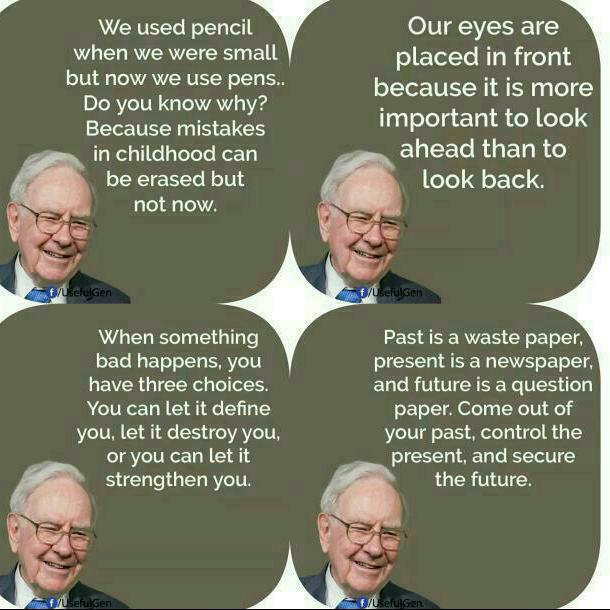 We used pencil
when we were small
but now we use pens..
Do you know why?
Because mistakes
in childhood can
be erased but
not now.
f/UsefulGen
Our eyes are
placed in front
because it is more
important to look
ahead than to
look back.
f/UsefulGen
When something
bad happens, you
have three choices.
You can let it define
you, let it destroy you,
or you can let it
strengthen you.
f/UsefulGen
Past is a waste paper,
present is a newspaper,
and future is a question
paper. Come out of
your past, control the
present, and secure
the future.
f/UsefulGen